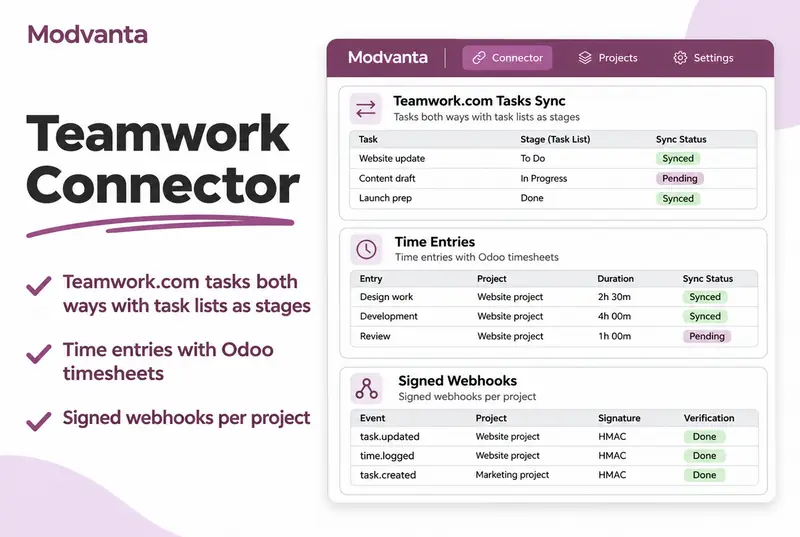 Modvanta
Teamwork
Connector
Teamwork.com tasks both
ways with task lists as stages
Time entries with Odoo
timesheets
Signed webhooks per project
Modvanta Connector Projects Settings
Teamwork.com Tasks Sync
Tasks both ways with task lists as stages
Task Stage (Task List) Sync Status
Website update To Do Synced
Content draft In Progress Pending
Launch prep Done Synced
Time Entries
Time entries with Odoo timesheets
Entry Project Duration Sync Status
Design work Website project 2h 30m Synced
Development Website project 4h 00m Synced
Review Website project 1h 00m Pending
Signed Webhooks
Signed webhooks per project
Event Project Signature Verification
task.updated Website project HMAC Done
time.logged Website project HMAC Done
task.created Marketing project HMAC Done